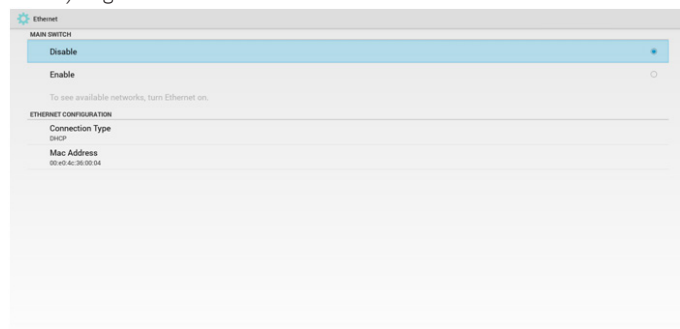 Ethernet
MAIN SWITCH
Disable
Enable
To see available networks, turn Ethernet on.
ETHERNET CONFIGURATION
Connection Type
DHCP
Mac Address
00:e0:4c:36:00:04